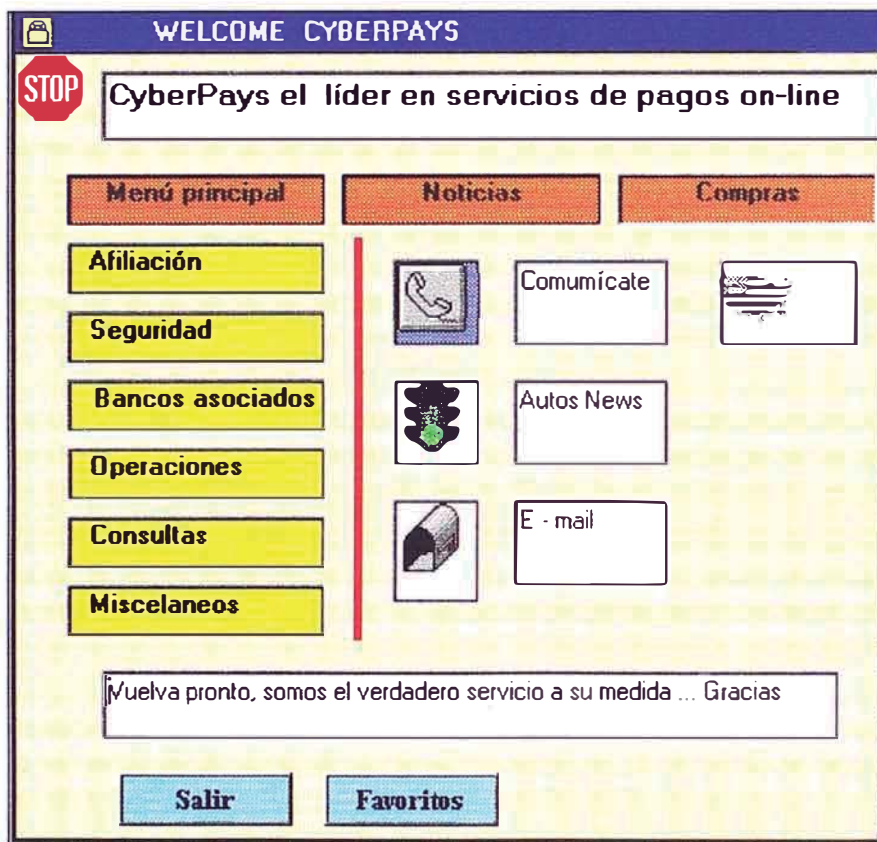 WELCOME CYBERPAYS
STOP
CyberPays el líder en servicios de pagos on-line
Menú principal
Noticias
Compras
Afiliación
Comumícate
Seguridad
Bancos asociados
Autos News
Operaciones
Consultas
E - mail
Miscelaneos
¡Vuelva pronto, somos el verdadero servicio a su medida ... Gracias
Salir
Favoritos